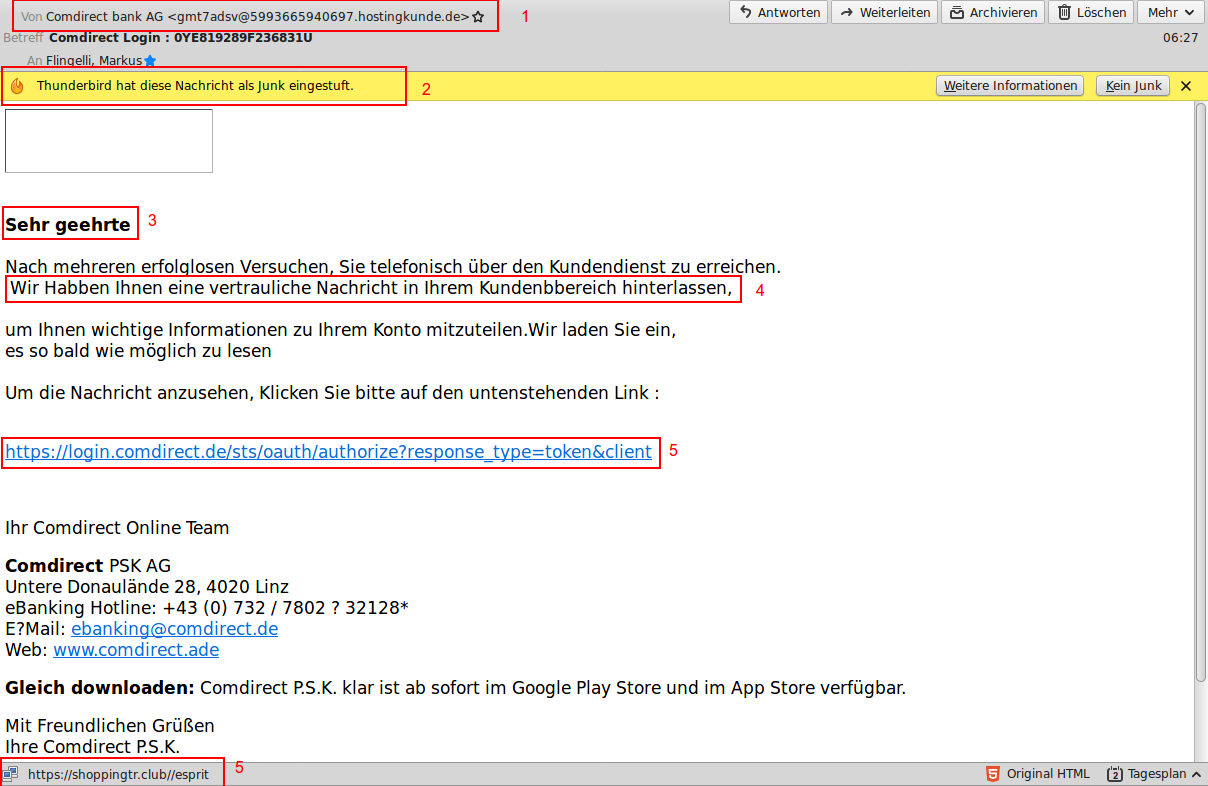 Von Comdirect bank AG <gmt7adsv@5993665940697.hostingkunde.de> 1 Antworten Weiterleiten Archivieren Löschen Mehr
Betreff Comdirect Login : 0YE819289F236831U 06:27
An Flingelli, Markus
Thunderbird hat diese Nachricht als Junk eingestuft. 2 Weitere Informationen Kein Junk
Sehr geehrte 3
Nach mehreren erfolglosen Versuchen, Sie telefonisch über den Kundendienst zu erreichen.
Wir Habben Ihnen eine vertrauliche Nachricht in Ihrem Kundenbbereich hinterlassen, 4
um Ihnen wichtige Informationen zu Ihrem Konto mitzuteilen.Wir laden Sie ein,
es so bald wie möglich zu lesen
Um die Nachricht anzusehen, Klicken Sie bitte auf den untenstehenden Link :
https://login.comdirect.de/sts/oauth/authorize?response_type=token&client 5
Ihr Comdirect Online Team
Comdirect PSK AG
Untere Donaulände 28, 4020 Linz
eBanking Hotline: +43 (0) 732 / 7802 ? 32128*
E?Mail: ebanking@comdirect.de
Web: www.comdirect.ade
Gleich downloaden: Comdirect P.S.K. klar ist ab sofort im Google Play Store und im App Store verfügbar.
Mit Freundlichen Grüßen
Ihre Comdirect P.S.K.
https://shoppingtr.club//esprit 5 Original HTML 2 Tagesplan